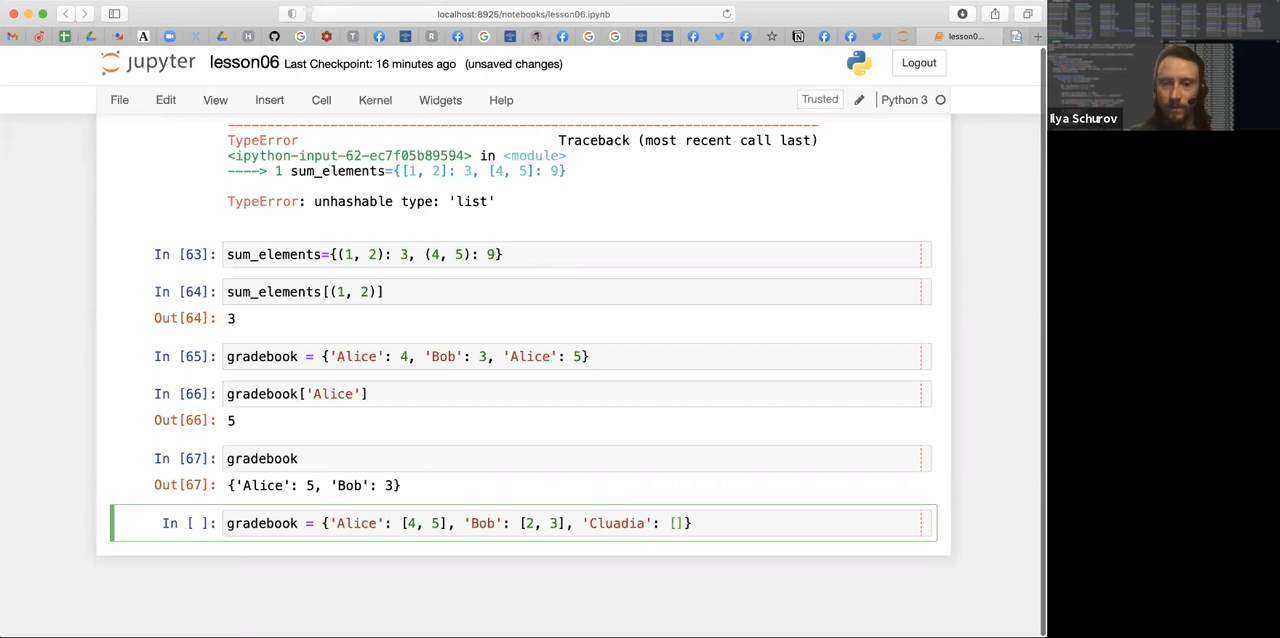 localhost:8925/notebooks/lesson06.ipynb
lesson0...
jupyter lesson06 Last Checkpoint: 16 minutes ago (unsaved changes)
Logout
File Edit View Insert Cell Kernel Widgets Help
Trusted Python 3
TypeError Traceback (most recent call last)
<ipython-input-62-ec7f05b89594> in <module>
----> 1 sum_elements={[1, 2]: 3, [4, 5]: 9}
TypeError: unhashable type: 'list'
In [63]: sum_elements={(1, 2): 3, (4, 5): 9}
In [64]: sum_elements[(1, 2)]
Out[64]: 3
In [65]: gradebook = {'Alice': 4, 'Bob': 3, 'Alice': 5}
In [66]: gradebook['Alice']
Out[66]: 5
In [67]: gradebook
Out[67]: {'Alice': 5, 'Bob': 3}
In [ ]: gradebook = {'Alice': [4, 5], 'Bob': [2, 3], 'Cluadia': []}
Ilya Schurov